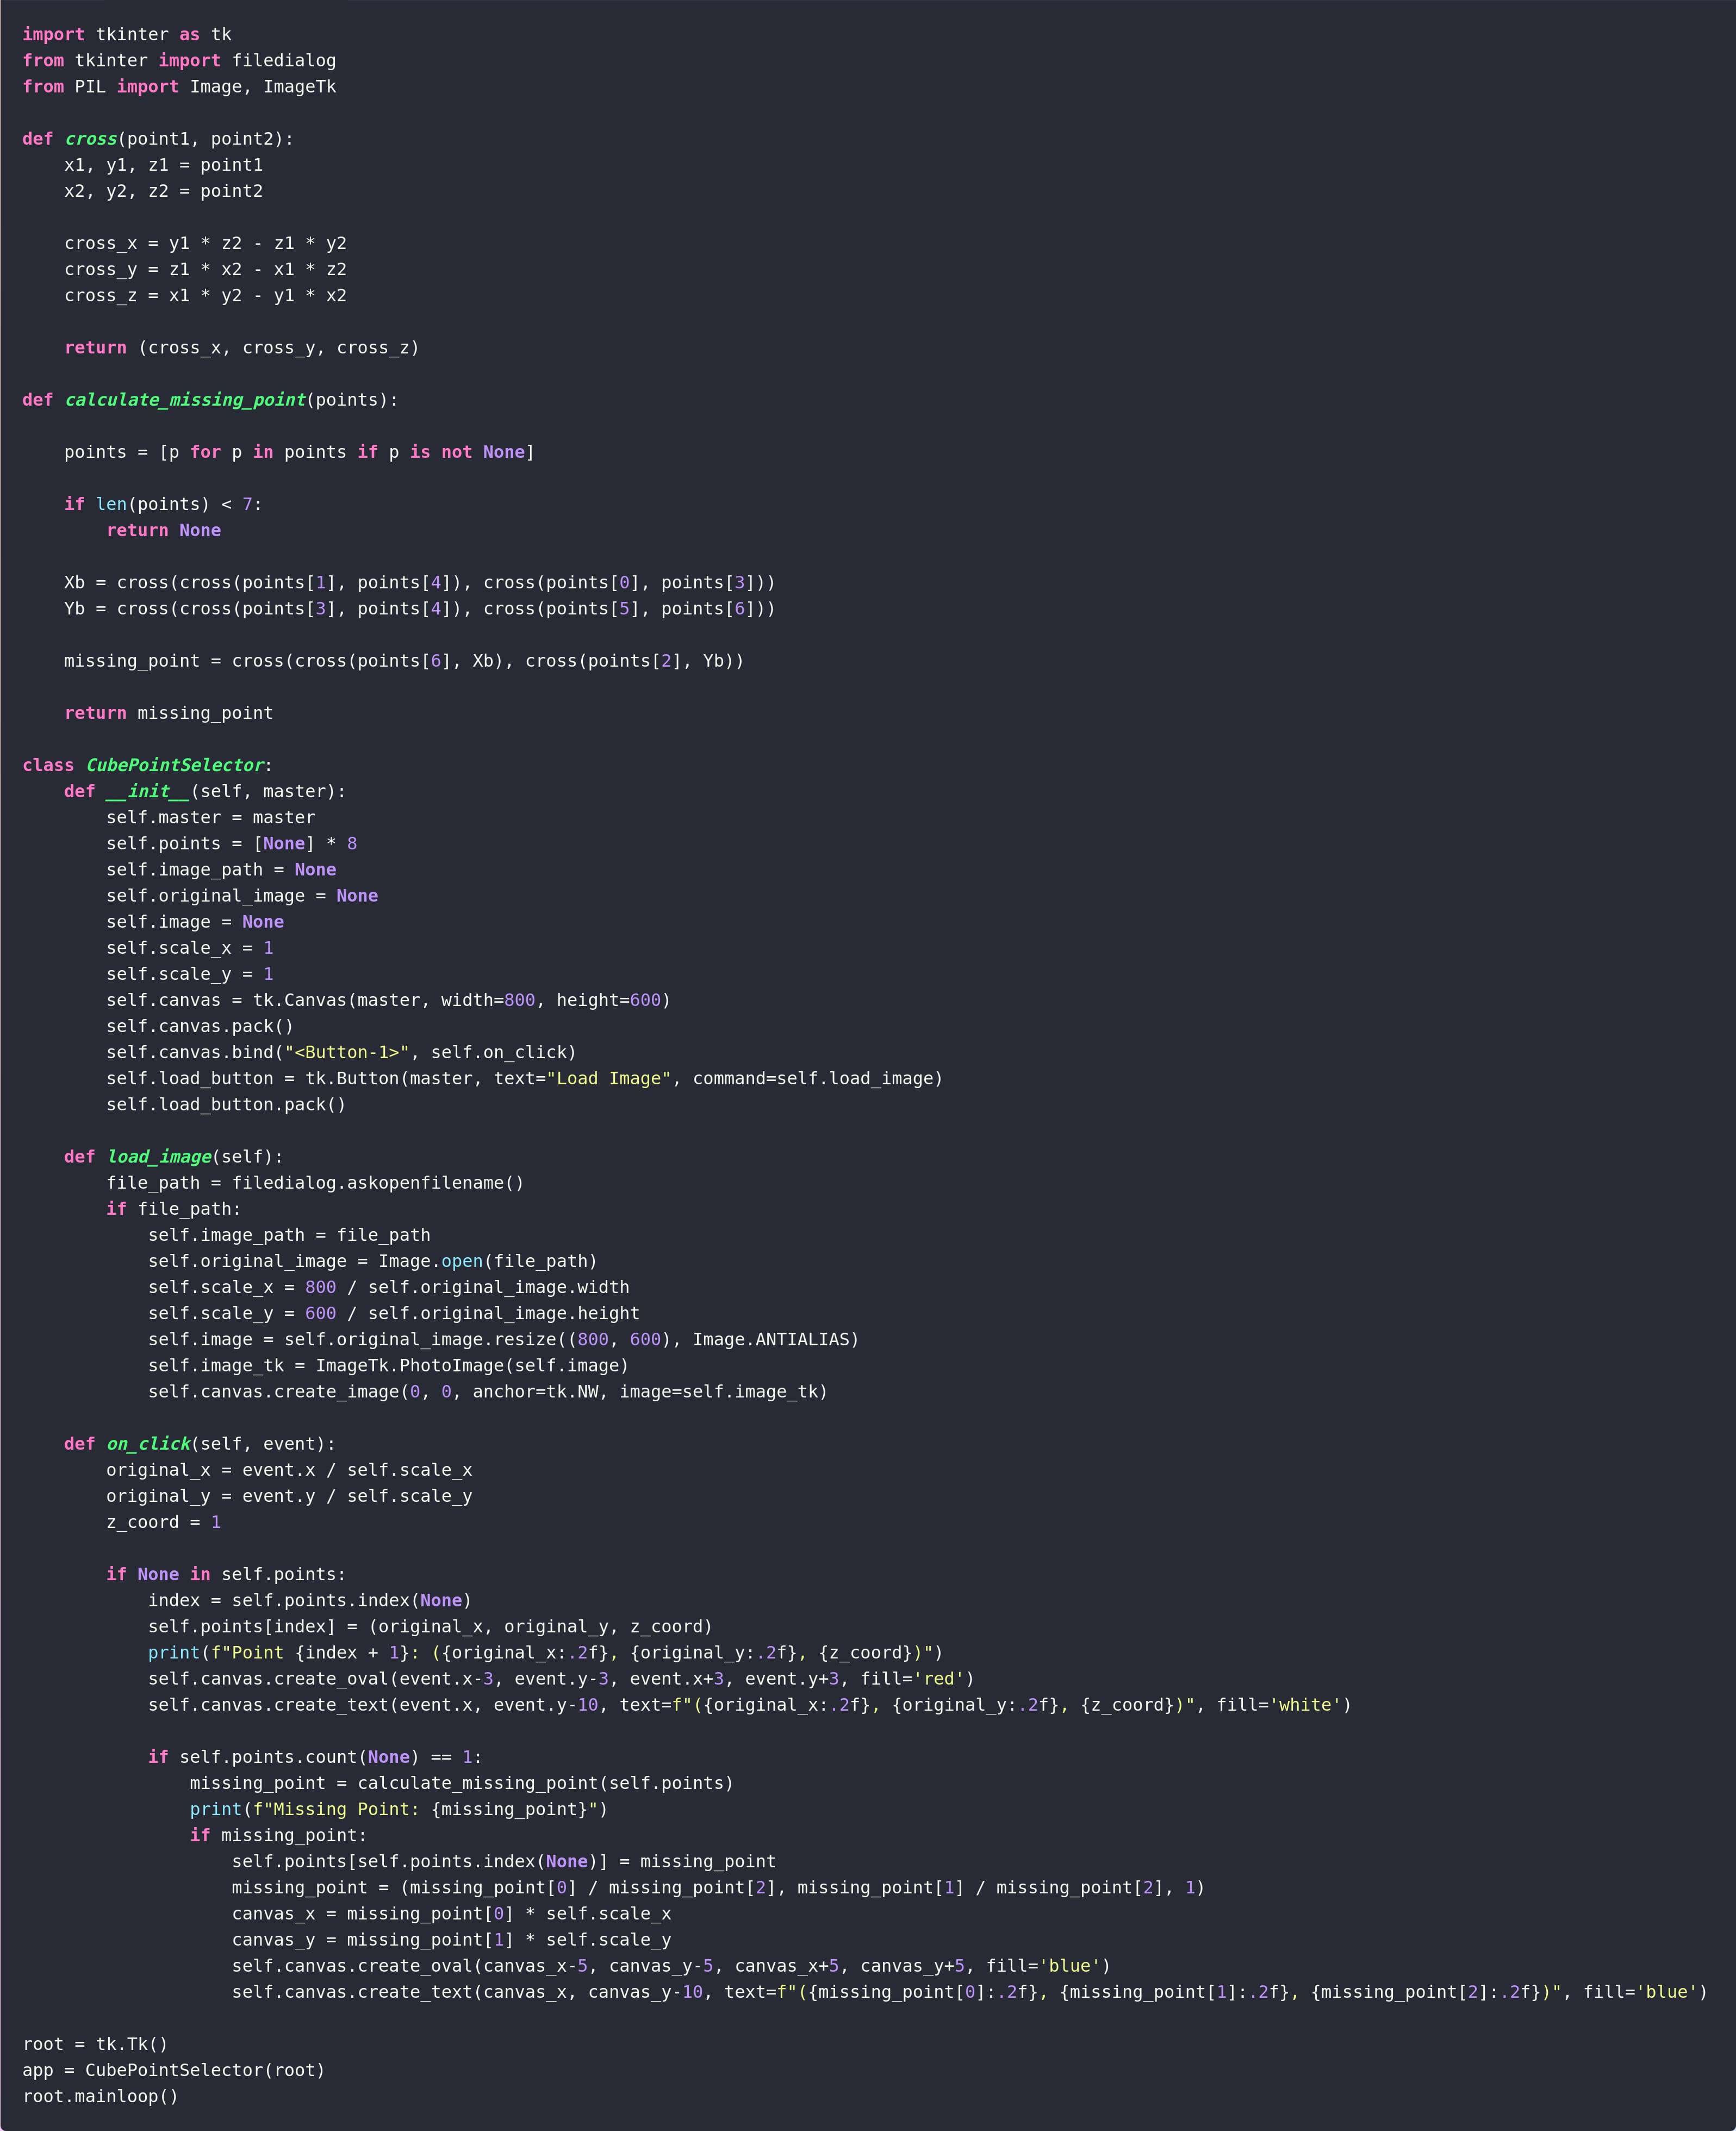 import tkinter as tk
from tkinter import filedialog
from PIL import Image, ImageTk

def cross(point1, point2):
    x1, y1, z1 = point1
    x2, y2, z2 = point2

    cross_x = y1 * z2 - z1 * y2
    cross_y = z1 * x2 - x1 * z2
    cross_z = x1 * y2 - y1 * x2

    return (cross_x, cross_y, cross_z)

def calculate_missing_point(points):

    points = [p for p in points if p is not None]

    if len(points) < 7:
        return None

    Xb = cross(cross(points[1], points[4]), cross(points[0], points[3]))
    Yb = cross(cross(points[3], points[4]), cross(points[5], points[6]))

    missing_point = cross(cross(points[6], Xb), cross(points[2], Yb))

    return missing_point

class CubePointSelector:
    def __init__(self, master):
        self.master = master
        self.points = [None] * 8
        self.image_path = None
        self.original_image = None
        self.image = None
        self.scale_x = 1
        self.scale_y = 1
        self.canvas = tk.Canvas(master, width=800, height=600)
        self.canvas.pack()
        self.canvas.bind("<Button-1>", self.on_click)
        self.load_button = tk.Button(master, text="Load Image", command=self.load_image)
        self.load_button.pack()

    def load_image(self):
        file_path = filedialog.askopenfilename()
        if file_path:
            self.image_path = file_path
            self.original_image = Image.open(file_path)
            self.scale_x = 800 / self.original_image.width
            self.scale_y = 600 / self.original_image.height
            self.image = self.original_image.resize((800, 600), Image.ANTIALIAS)
            self.image_tk = ImageTk.PhotoImage(self.image)
            self.canvas.create_image(0, 0, anchor=tk.NW, image=self.image_tk)

    def on_click(self, event):
        original_x = event.x / self.scale_x
        original_y = event.y / self.scale_y
        z_coord = 1

        if None in self.points:
            index = self.points.index(None)
            self.points[index] = (original_x, original_y, z_coord)
            print(f"Point {index + 1}: ({original_x:.2f}, {original_y:.2f}, {z_coord})")
            self.canvas.create_oval(event.x-3, event.y-3, event.x+3, event.y+3, fill='red')
            self.canvas.create_text(event.x, event.y-10, text=f"({original_x:.2f}, {original_y:.2f}, {z_coord})", fill='white')

            if self.points.count(None) == 1:
                missing_point = calculate_missing_point(self.points)
                print(f"Missing Point: {missing_point}")
                if missing_point:
                    self.points[self.points.index(None)] = missing_point
                    missing_point = (missing_point[0] / missing_point[2], missing_point[1] / missing_point[2], 1)
                    canvas_x = missing_point[0] * self.scale_x
                    canvas_y = missing_point[1] * self.scale_y
                    self.canvas.create_oval(canvas_x-5, canvas_y-5, canvas_x+5, canvas_y+5, fill='blue')
                    self.canvas.create_text(canvas_x, canvas_y-10, text=f"({missing_point[0]:.2f}, {missing_point[1]:.2f}, {missing_point[2]:.2f})", fill='blue')

root = tk.Tk()
app = CubePointSelector(root)
root.mainloop()